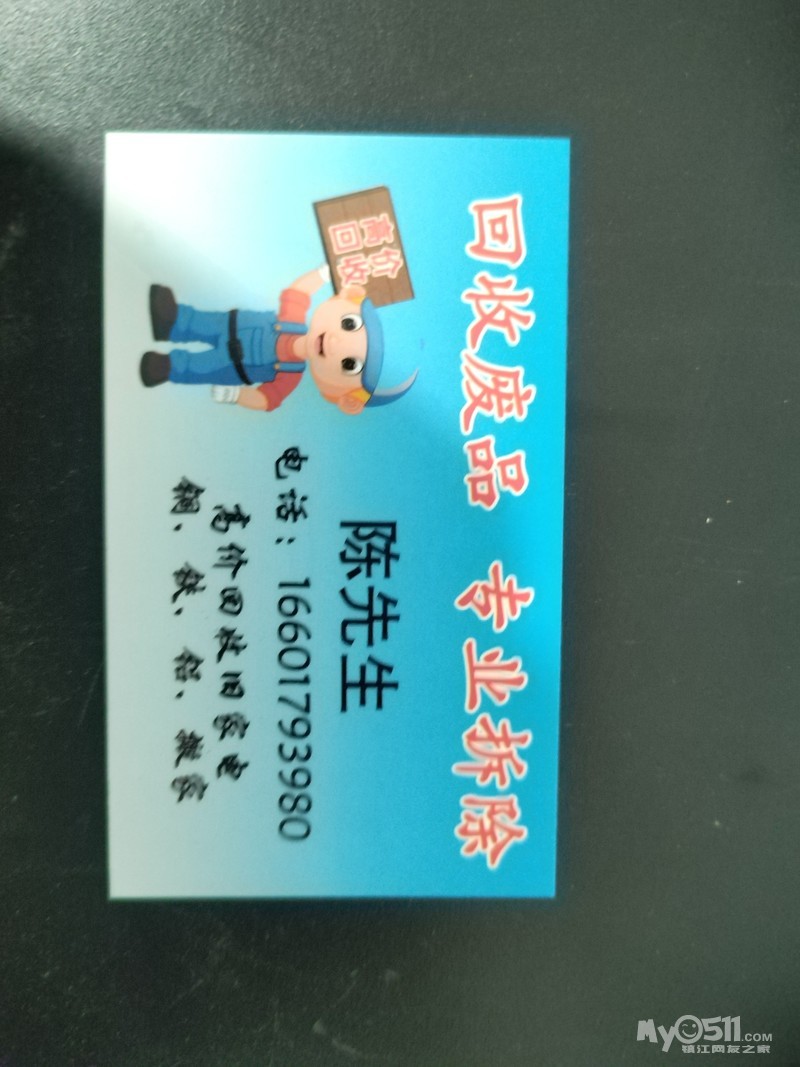 回收废品 专业拆除
高价
回收
陈先生
电话：16601793980
高价回收旧家电
铜、铁、铝、搬家
My0511.COM
镇江网友之家